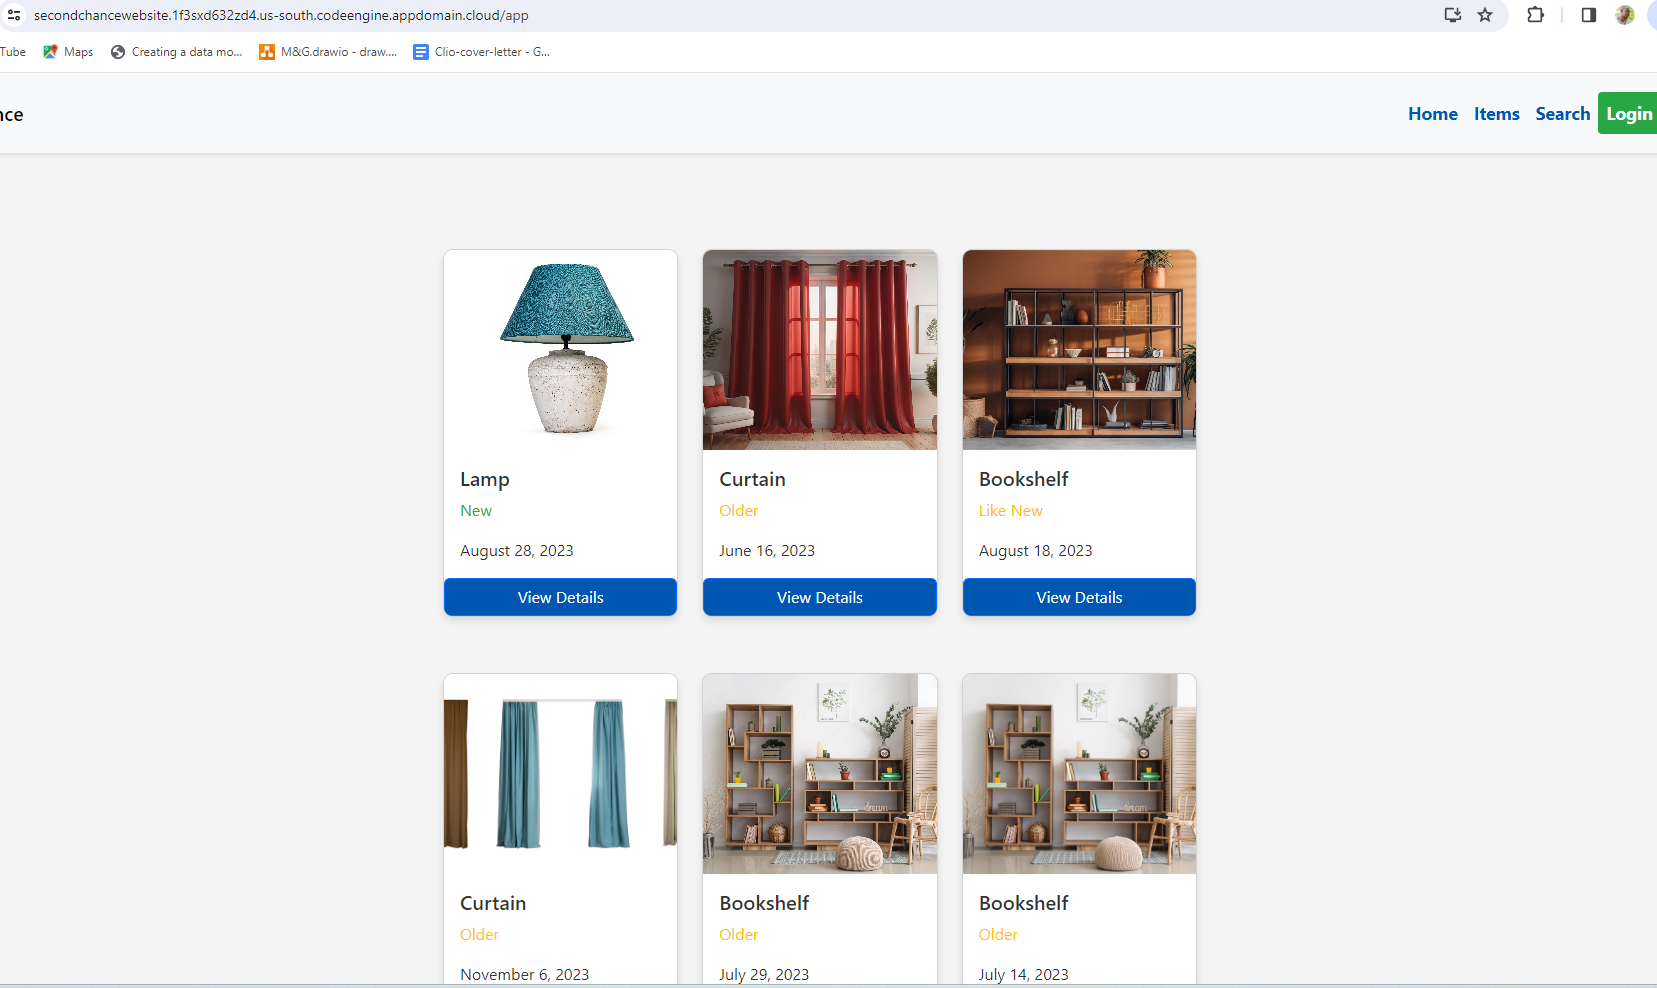 secondchancewebsite.1f3sxd632zd4.us-south.codeengine.appdomain.cloud/app
Tube Maps Creating a data mo... M&G.drawio - draw.... Clio-cover-letter - G...
nce Home Items Search Login
Lamp Curtain Bookshelf
New Older Like New
August 28, 2023 June 16, 2023 August 18, 2023
View Details View Details View Details
dream dream
Curtain Bookshelf Bookshelf
Older Older Older
November 6, 2023 July 29, 2023 July 14, 2023